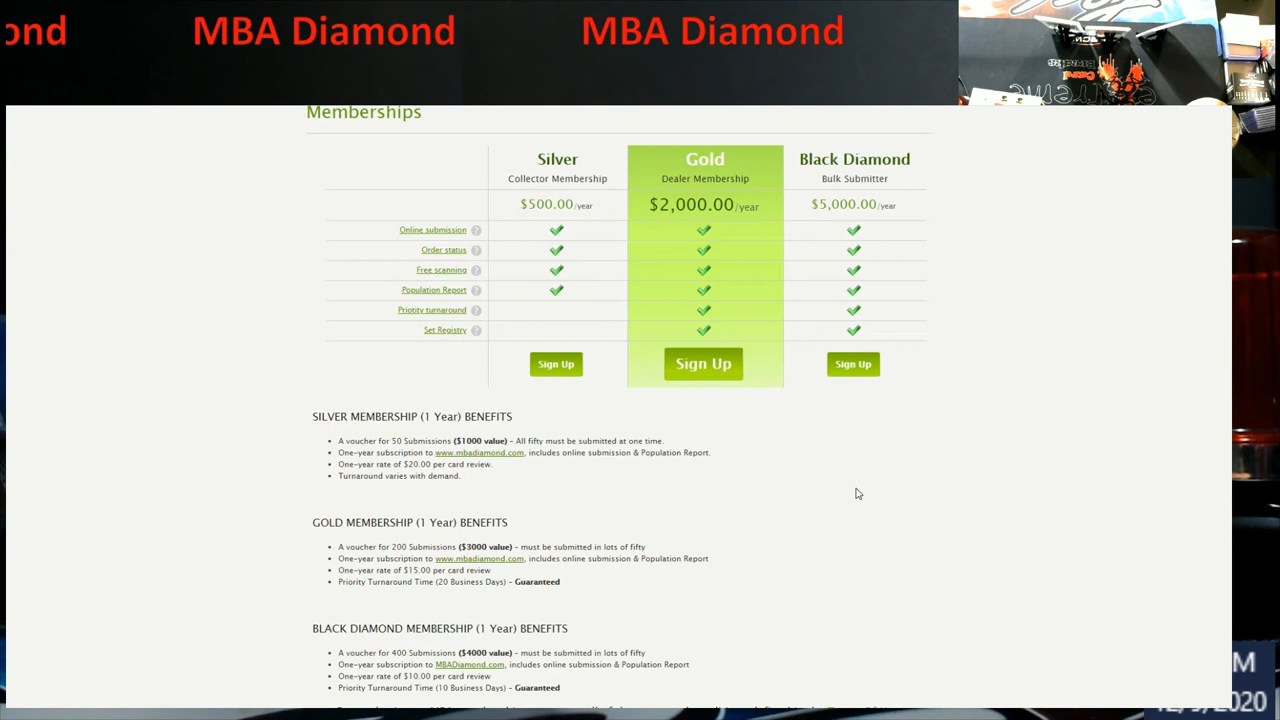 ond MBA Diamond MBA Diamond
Memberships
Silver Gold Black Diamond
Collector Membership Dealer Membership Bulk Submitter
$500.00/year $2,000.00/year $5,000.00/year
Online submission ?
Order status ?
Free scanning ?
Population Report ?
Priotity turnaround ?
Set Registry ?
Sign Up Sign Up Sign Up
SILVER MEMBERSHIP (1 Year) BENEFITS
• A voucher for 50 Submissions ($1000 value) – All fifty must be submitted at one time.
• One-year subscription to www.mbadiamond.com, includes online submission & Population Report.
• One-year rate of $20.00 per card review.
• Turnaround varies with demand.
GOLD MEMBERSHIP (1 Year) BENEFITS
• A voucher for 200 Submissions ($3000 value) – must be submitted in lots of fifty
• One-year subscription to www.mbadiamond.com, includes online submission & Population Report
• One-year rate of $15.00 per card review
• Priority Turnaround Time (20 Business Days) – Guaranteed
BLACK DIAMOND MEMBERSHIP (1 Year) BENEFITS
• A voucher for 400 Submissions ($4000 value) – must be submitted in lots of fifty
• One-year subscription to MBADiamond.com, includes online submission & Population Report
• One-year rate of $10.00 per card review
• Priority Turnaround Time (10 Business Days) – Guaranteed
M
2020